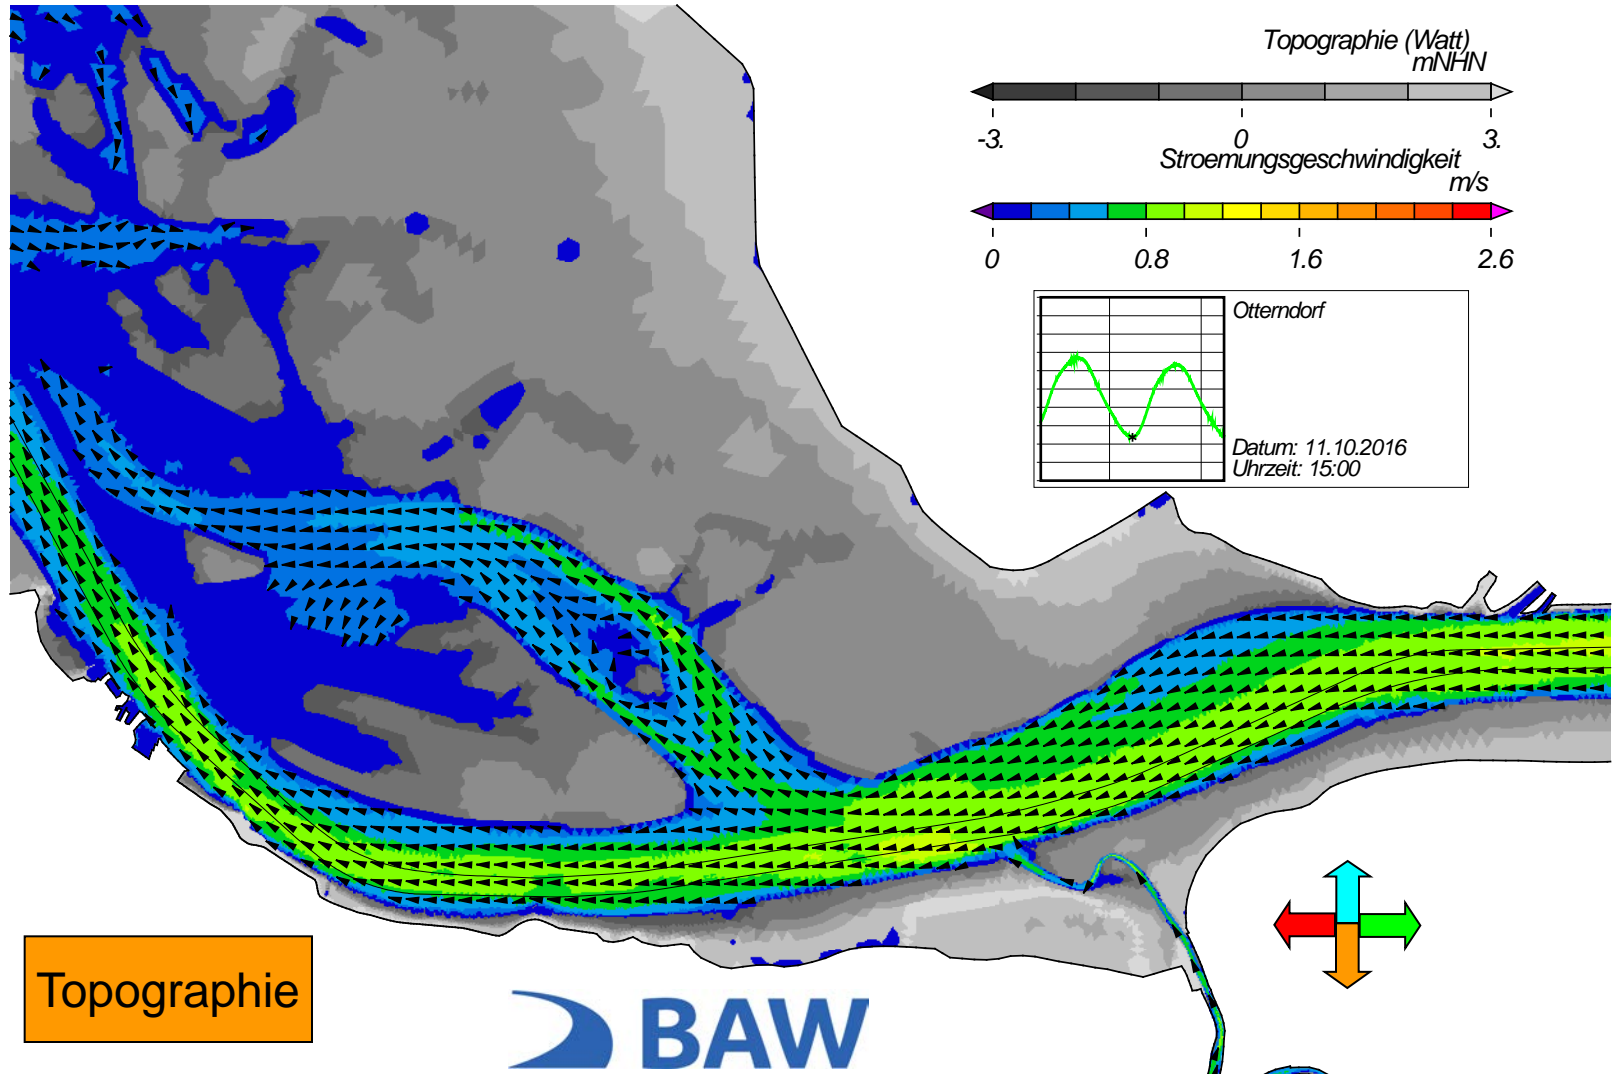 Topographie (Watt)
mNHN
-3. 0 3.
Stroemungsgeschwindigkeit
m/s
0 0.8 1.6 2.6
Otterndorf
Datum: 11.10.2016
Uhrzeit: 15:00
Topographie
BAW